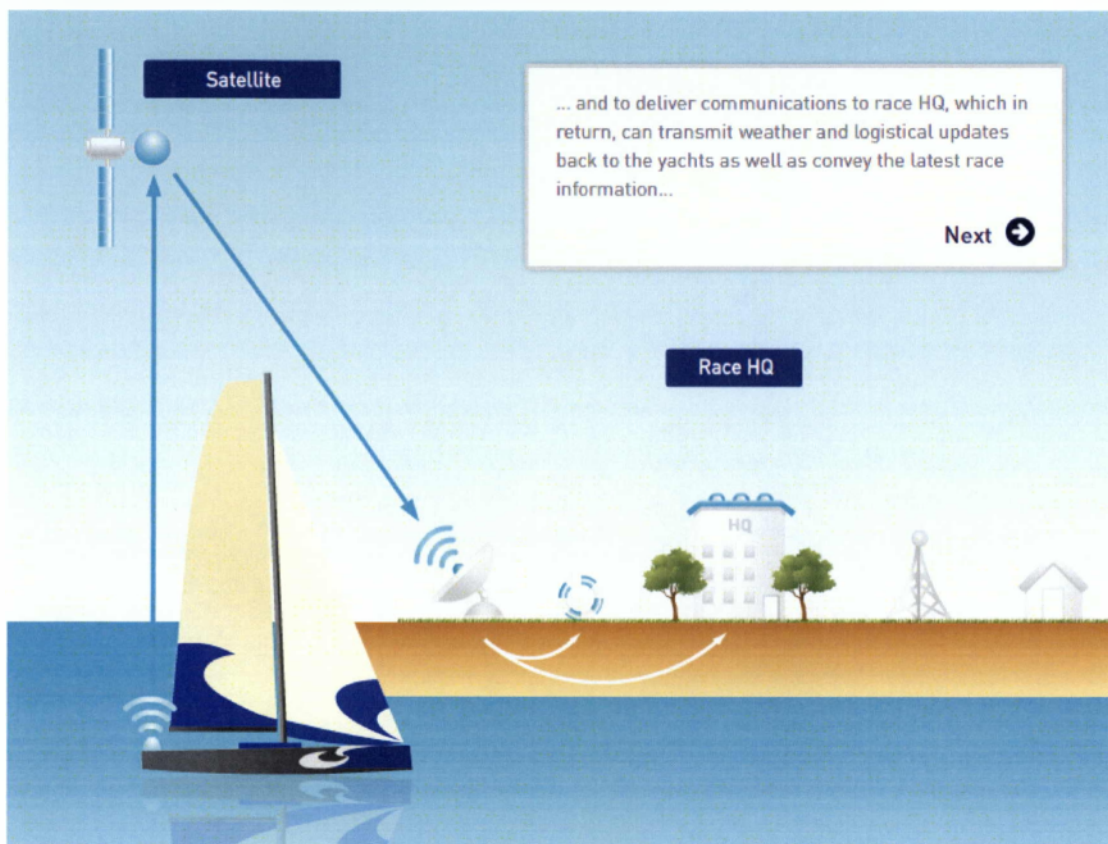 Satellite
... and to deliver communications to race HQ, which in
return, can transmit weather and logistical updates
back to the yachts as well as convey the latest race
information...
Next
Race HQ
HQ